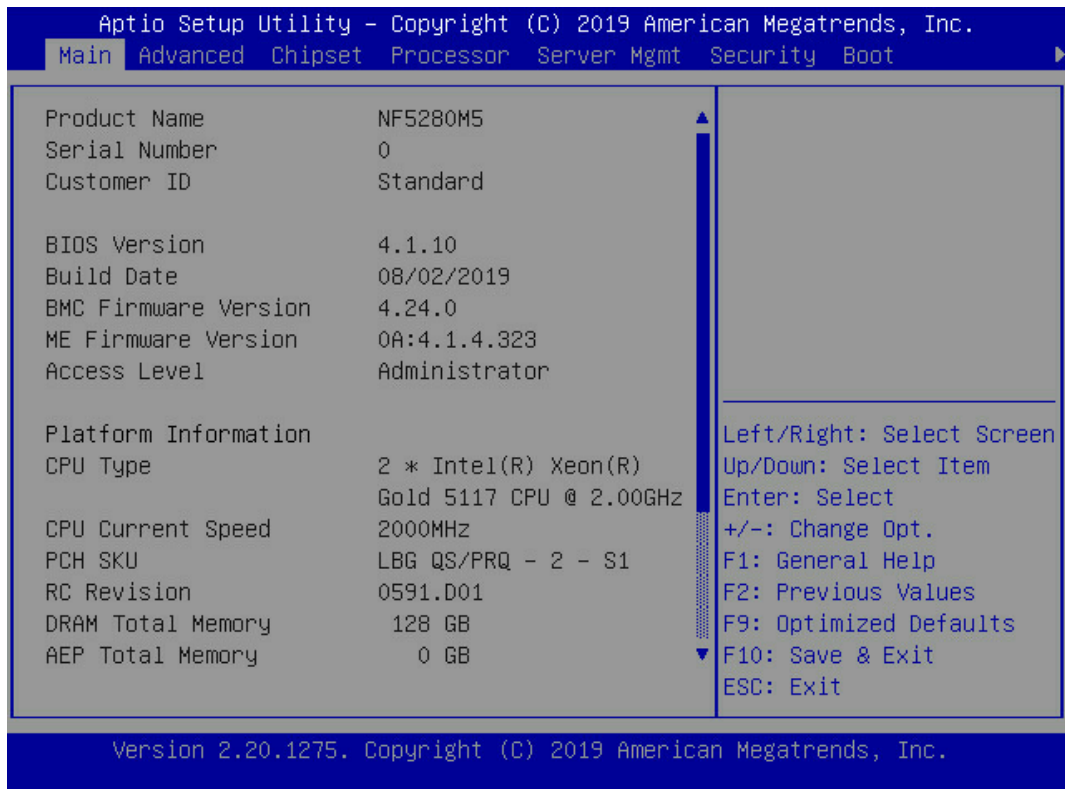 Aptio Setup Utility – Copyright (C) 2019 American Megatrends, Inc.
Main Advanced Chipset Processor Server Mgmt Security Boot
Product Name NF5280M5
Serial Number 0
Customer ID Standard
BIOS Version 4.1.10
Build Date 08/02/2019
BMC Firmware Version 4.24.0
ME Firmware Version 0A:4.1.4.323
Access Level Administrator
Platform Information
CPU Type 2 * Intel(R) Xeon(R)
Gold 5117 CPU @ 2.00GHz
CPU Current Speed 2000MHz
PCH SKU LBG QS/PRQ - 2 - S1
RC Revision 0591.D01
DRAM Total Memory 128 GB
AEP Total Memory 0 GB
Left/Right: Select Screen
Up/Down: Select Item
Enter: Select
+/-: Change Opt.
F1: General Help
F2: Previous Values
F9: Optimized Defaults
F10: Save & Exit
ESC: Exit
Version 2.20.1275. Copyright (C) 2019 American Megatrends, Inc.